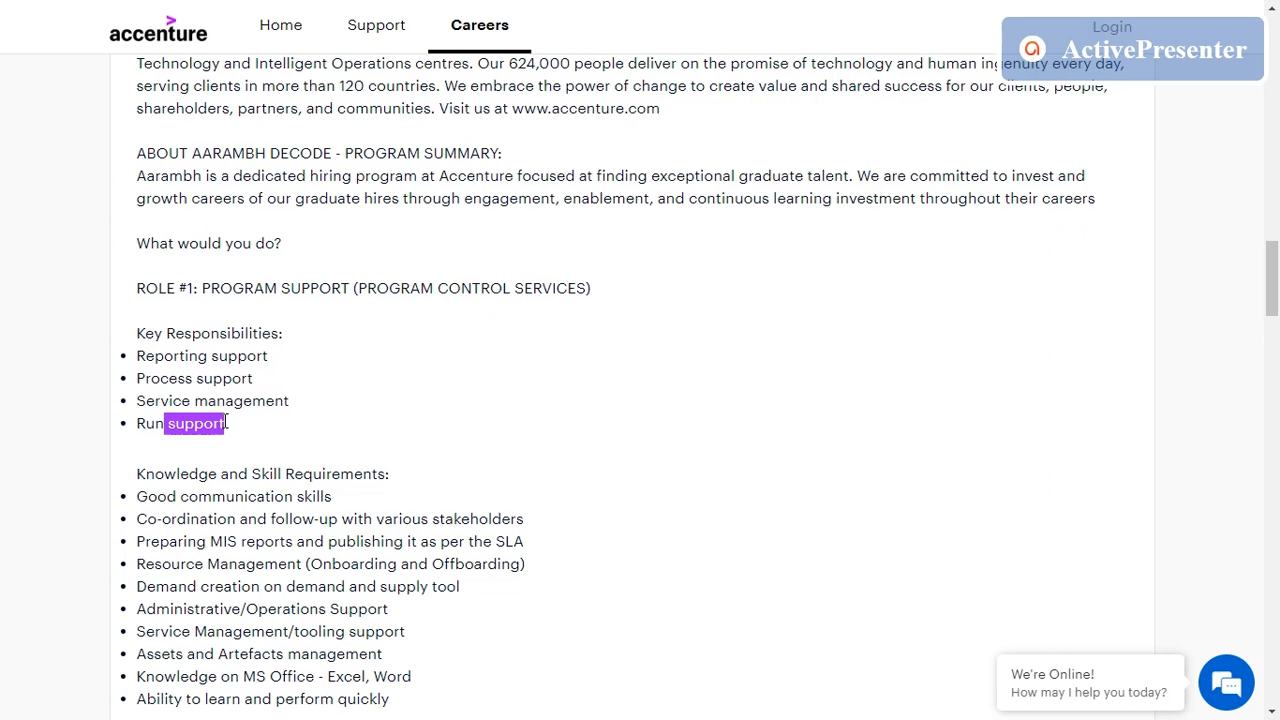 accenture
Home
Support
Careers
Login
ActivePresenter
Technology and Intelligent Operations centres. Our 624,000 people deliver on the promise of technology and human ingenuity every day,
serving clients in more than 120 countries. We embrace the power of change to create value and shared success for our clients, people,
shareholders, partners, and communities. Visit us at www.accenture.com
ABOUT AARAMBH DECODE - PROGRAM SUMMARY:
Aarambh is a dedicated hiring program at Accenture focused at finding exceptional graduate talent. We are committed to invest and
growth careers of our graduate hires through engagement, enablement, and continuous learning investment throughout their careers
What would you do?
ROLE #1: PROGRAM SUPPORT (PROGRAM CONTROL SERVICES)
Key Responsibilities:
• Reporting support
• Process support
• Service management
• Run support
Knowledge and Skill Requirements:
• Good communication skills
• Co-ordination and follow-up with various stakeholders
• Preparing MIS reports and publishing it as per the SLA
• Resource Management (Onboarding and Offboarding)
• Demand creation on demand and supply tool
• Administrative/Operations Support
• Service Management/tooling support
• Assets and Artefacts management
• Knowledge on MS Office - Excel, Word
• Ability to learn and perform quickly
We're Online!
How may I help you today?